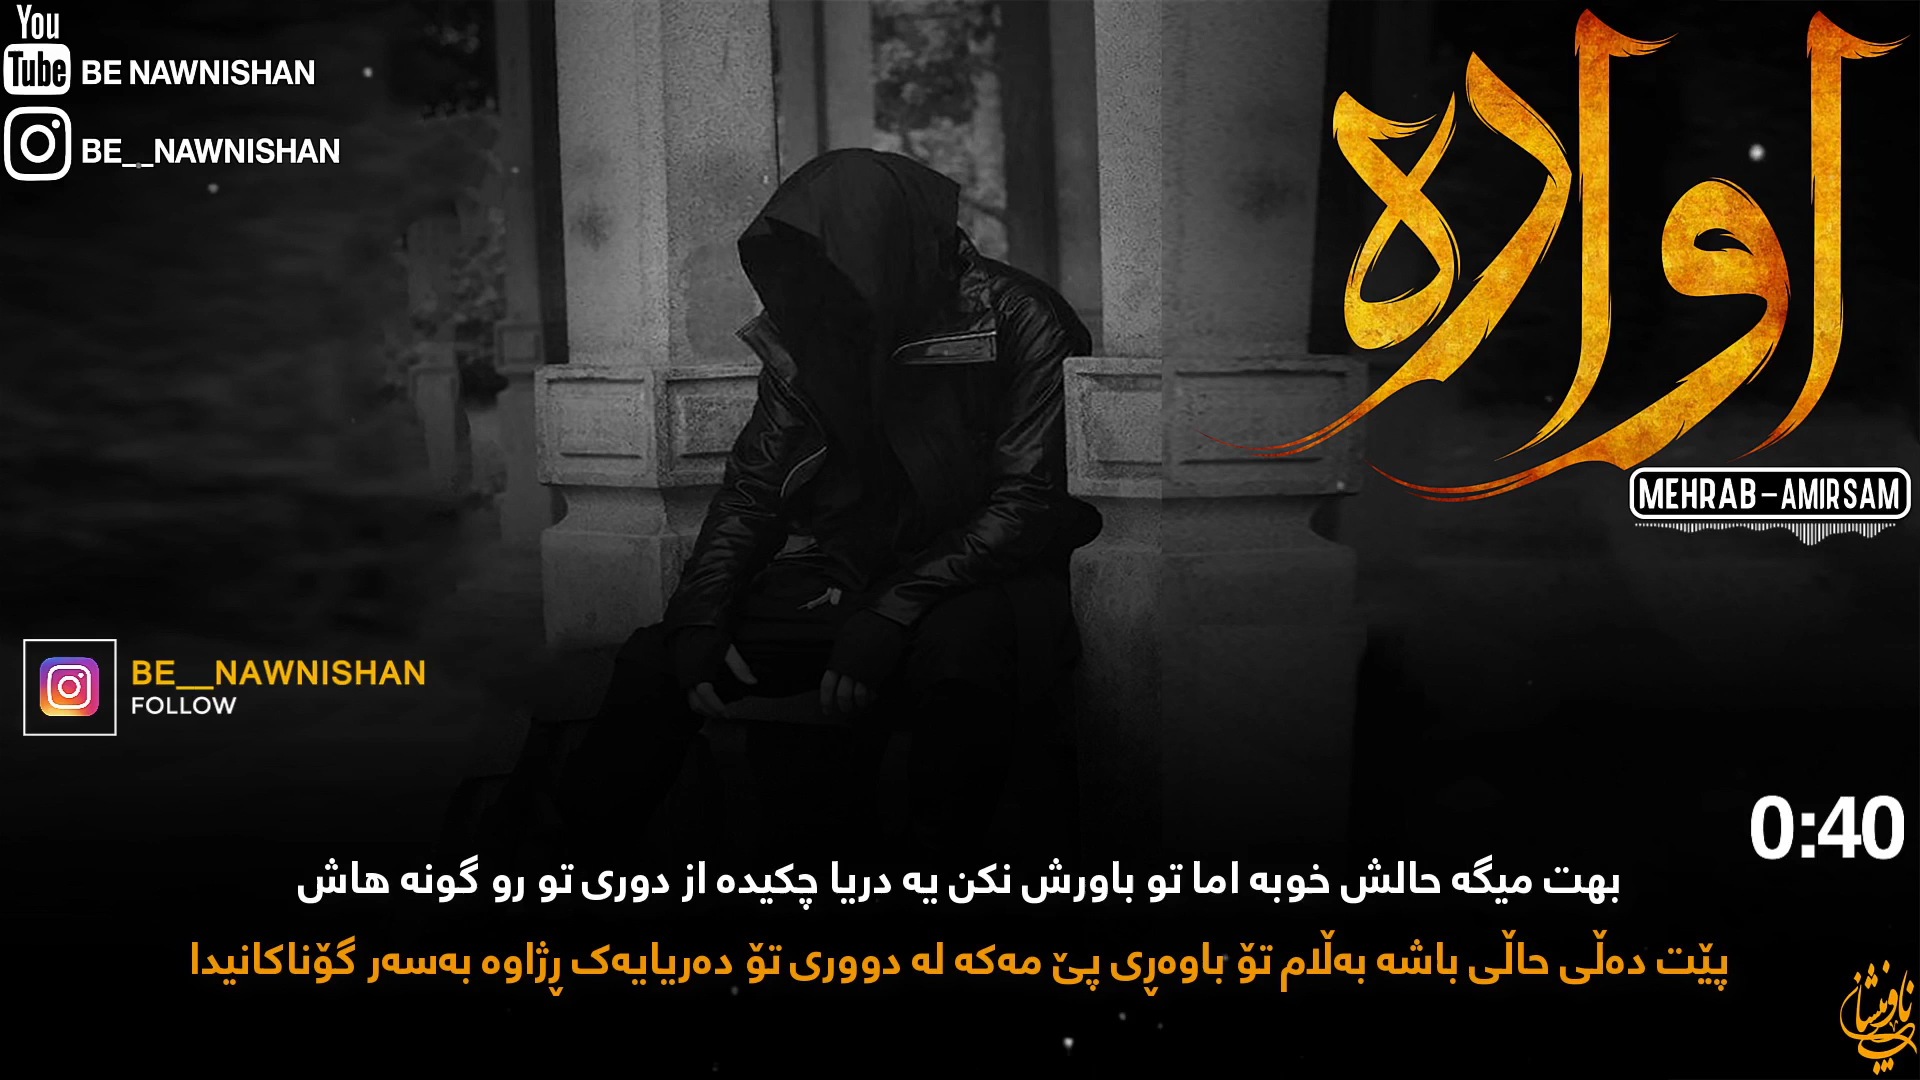 You
Tube BE NAWNISHAN
BE__NAWNISHAN
اواره
MEHRAB-AMIRSAM
BE__NAWNISHAN
FOLLOW
0:40
بهت میگه حالش خوبه اما تو باورش نکن یه دریا چکیده از دوری تو رو گونه هاش
پێت دەڵی حاڵی باشە بەڵام تۆ باوەڕی پێ مەکە لە دووری تۆ دەریایەک ڕژاوە بەسەر گۆناکانیدا